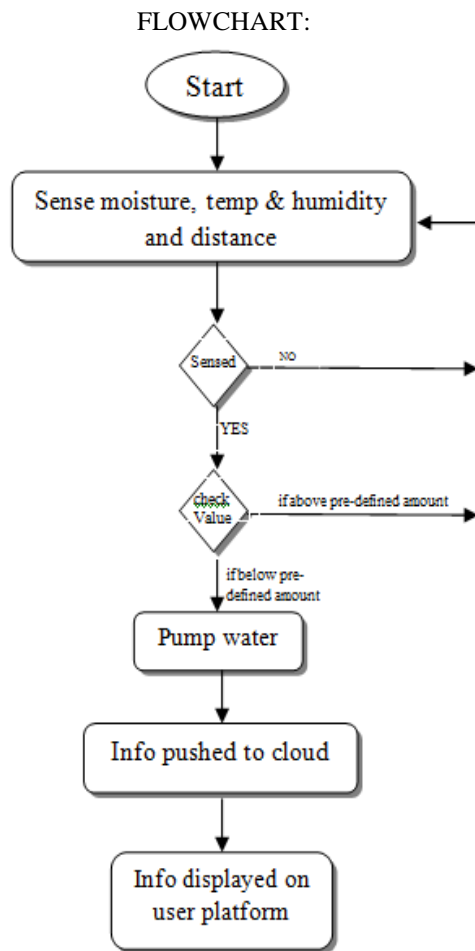 FLOWCHART:
Start
Sense moisture, temp & humidity
and distance
Sensed
NO
YES
check
Value
if above pre-defined amount
if below pre-
defined amount
Pump water
Info pushed to cloud
Info displayed on
user platform